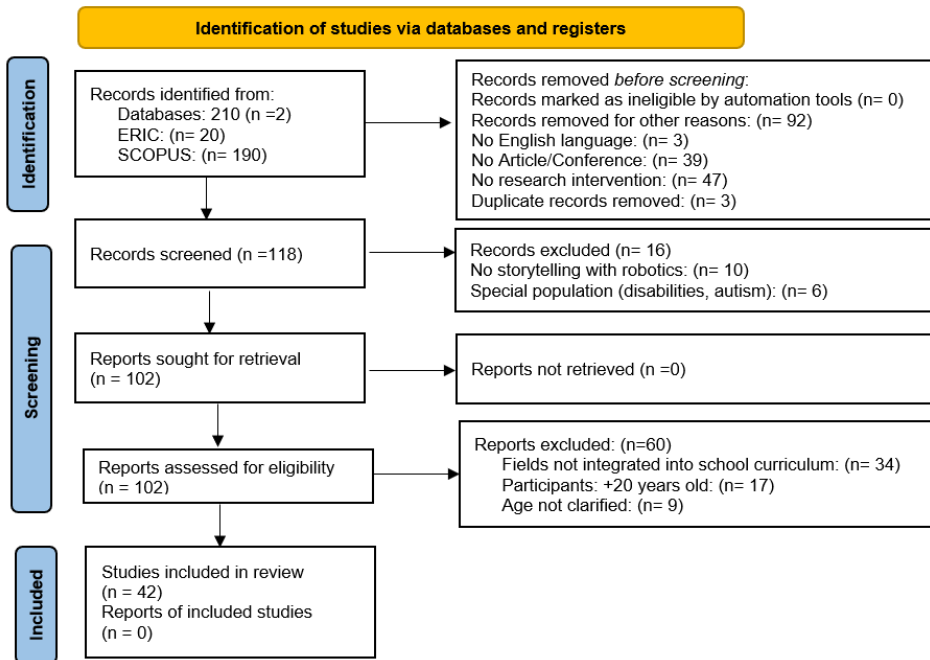 Identification of studies via databases and registers
Identification
Records identified from:
Databases: 210 (n =2)
ERIC: (n= 20)
SCOPUS: (n= 190)
Records removed before screening:
Records marked as ineligible by automation tools (n= 0)
Records removed for other reasons: (n= 92)
No English language: (n= 3)
No Article/Conference: (n= 39)
No research intervention: (n= 47)
Duplicate records removed: (n= 3)
Screening
Records screened (n =118)
Records excluded (n= 16)
No storytelling with robotics: (n= 10)
Special population (disabilities, autism): (n= 6)
Reports sought for retrieval
(n = 102)
Reports not retrieved (n =0)
Reports assessed for eligibility
(n = 102)
Reports excluded: (n=60)
Fields not integrated into school curriculum: (n= 34)
Participants: +20 years old: (n= 17)
Age not clarified: (n= 9)
Included
Studies included in review
(n = 42)
Reports of included studies
(n = 0)